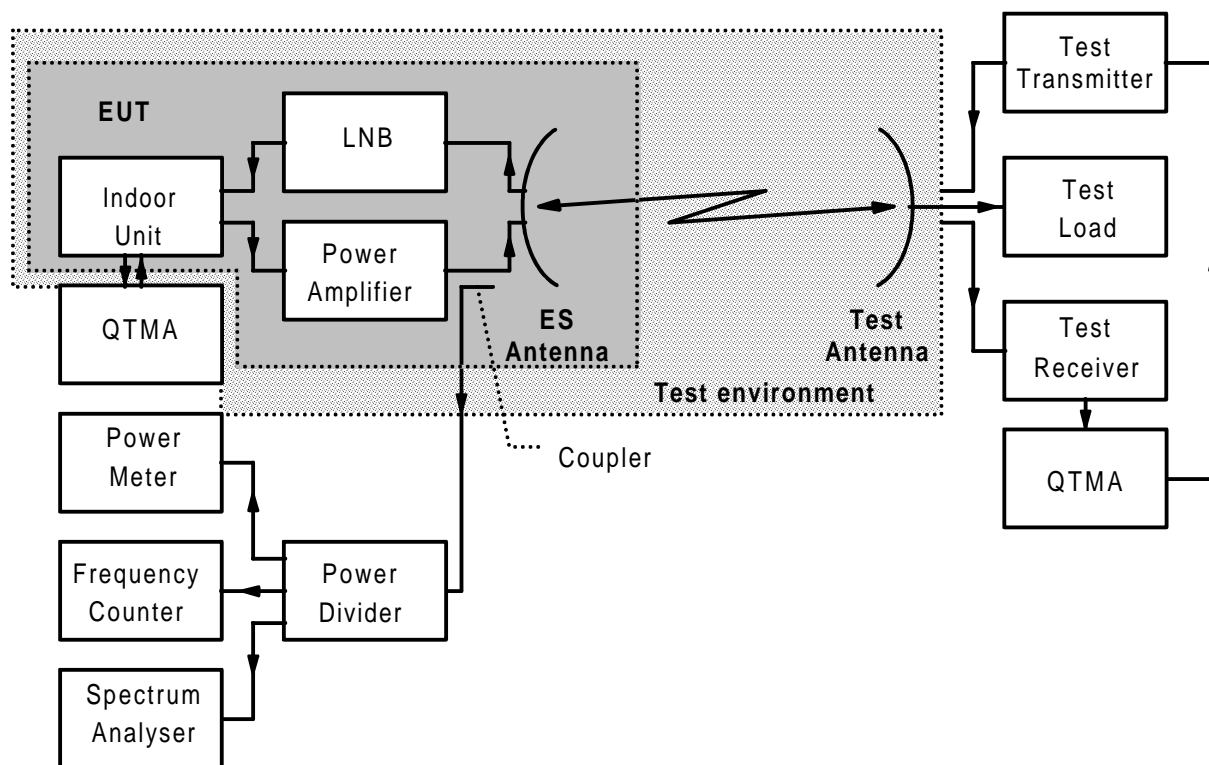 EUT
LNB
Indoor
Unit
Power
Amplifier
QTMA
ES
Antenna
Test
Antenna
Test environment
Test
Transmitter
Test
Load
Test
Receiver
QTMA
Coupler
Power
Meter
Frequency
Counter
Power
Divider
Spectrum
Analyser